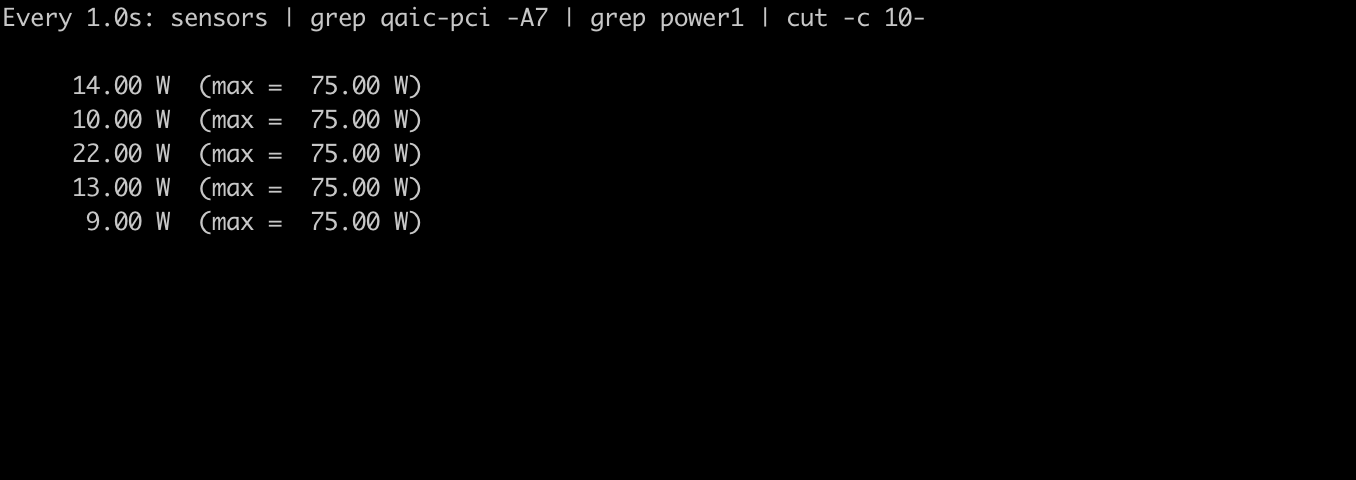 Every 1.0s: sensors | grep qaic-pci -A7 | grep power1 | cut -c 10-
14.00 W  (max =  75.00 W)
10.00 W  (max =  75.00 W)
22.00 W  (max =  75.00 W)
13.00 W  (max =  75.00 W)
9.00 W  (max =  75.00 W)